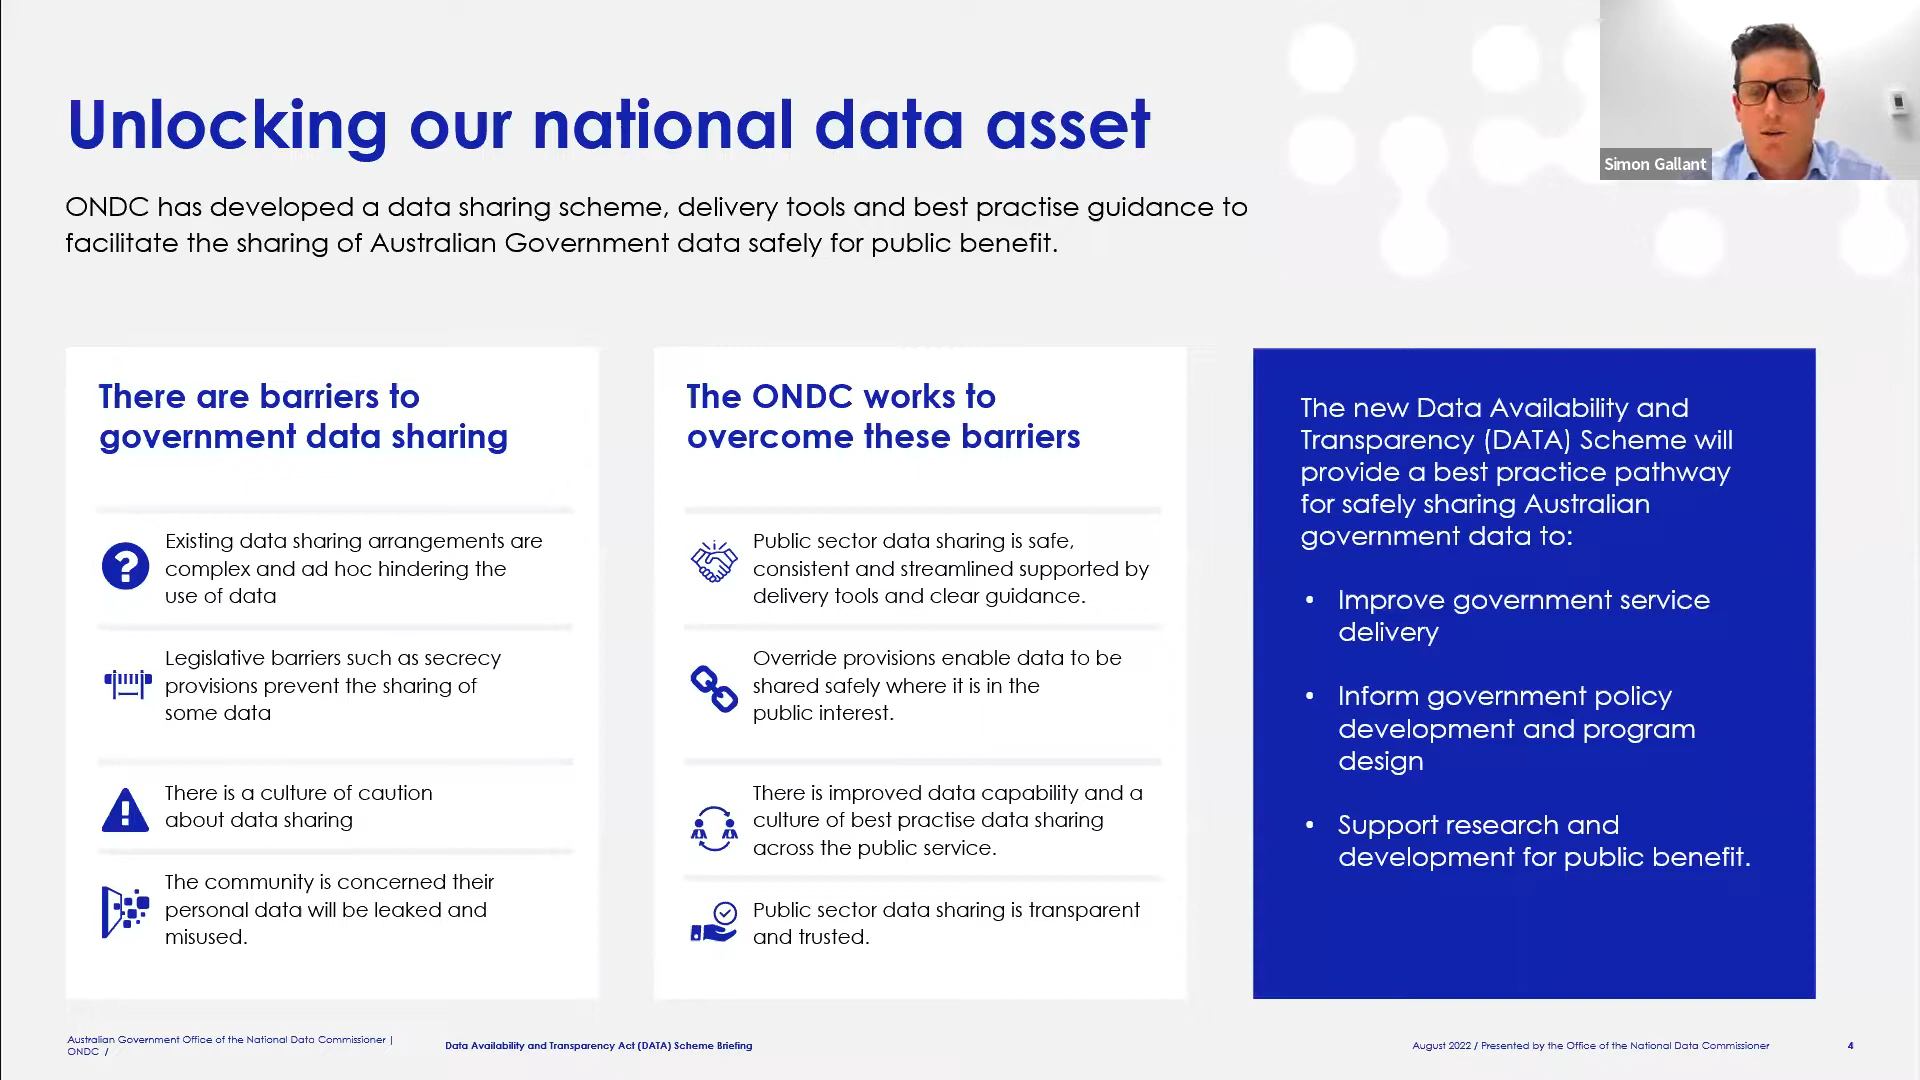 Unlocking our national data asset
Simon Gallant
ONDC has developed a data sharing scheme, delivery tools and best practise guidance to
facilitate the sharing of Australian Government data safely for public benefit.
There are barriers to
government data sharing
Existing data sharing arrangements are
complex and ad hoc hindering the
use of data
Legislative barriers such as secrecy
provisions prevent the sharing of
some data
There is a culture of caution
about data sharing
The community is concerned their
personal data will be leaked and
misused.
The ONDC works to
overcome these barriers
Public sector data sharing is safe,
consistent and streamlined supported by
delivery tools and clear guidance.
Override provisions enable data to be
shared safely where it is in the
public interest.
There is improved data capability and a
culture of best practise data sharing
across the public service.
Public sector data sharing is transparent
and trusted.
The new Data Availability and
Transparency (DATA) Scheme will
provide a best practice pathway
for safely sharing Australian
government data to:
• Improve government service
delivery
• Inform government policy
development and program
design
• Support research and
development for public benefit.
Australian Government Office of the National Data Commissioner |
ONDC /
Data Availability and Transparency Act (DATA) Scheme Briefing
August 2022 / Presented by the Office of the National Data Commissioner
4